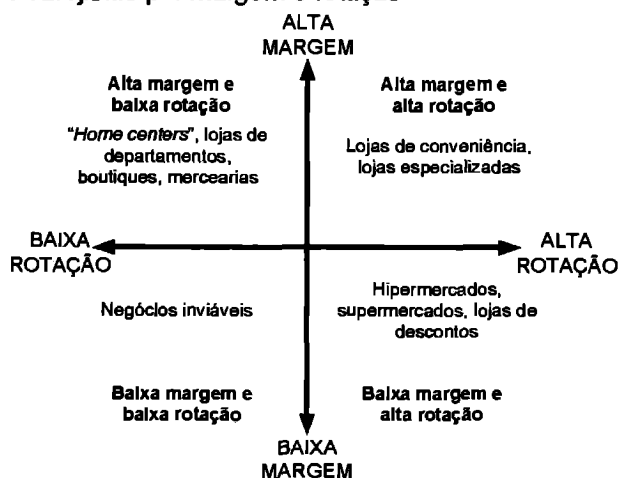 ALTA
MARGEM
Alta margem e
baixa rotação
"Home centers", lojas de
departamentos,
boutiques, mercearias
Alta margem e
alta rotação
Lojas de conveniência,
lojas especializadas
BAIXA
ROTAÇÃO
ALTA
ROTAÇÃO
Negócios inviáveis
Hipermercados,
supermercados, lojas de
descontos
Baixa margem e
baixa rotação
Baixa margem e
alta rotação
BAIXA
MARGEM